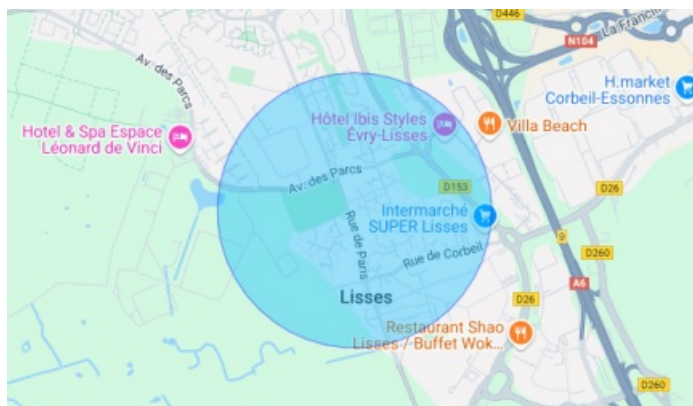 D446
La Francili
N104
Av. des Parcs
H.market
Corbeil-Essonnes
Hôtel Ibis Styles
Évry-Lisses
Villa Beach
Hotel & Spa Espace
Léonard de Vinci
Av. des Parcs
D153
D26
Intermarché
SUPER Lisses
Rue de Paris
9
D260
Rue de Corbeil
A6
Lisses
D26
Restaurant Shao
Lisses / Buffet Wok...
D260